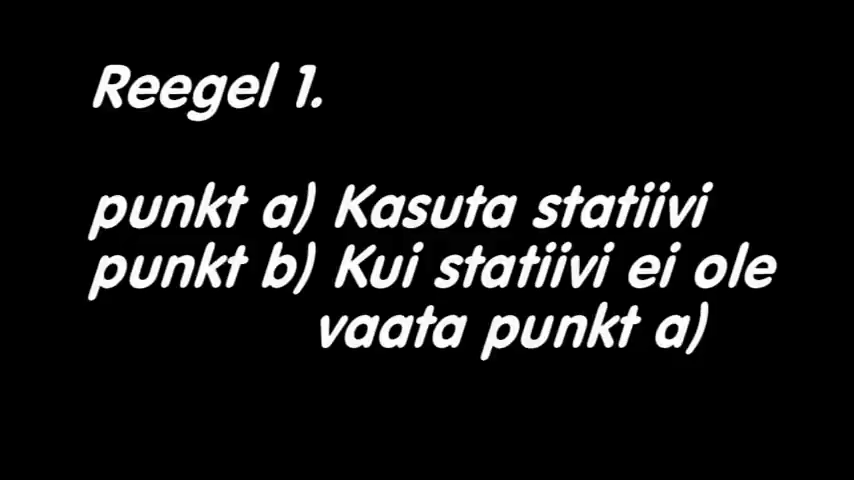 Reegel 1.
punkt a) Kasuta statiivi
punkt b) Kui statiivi ei ole
vaata punkt a)